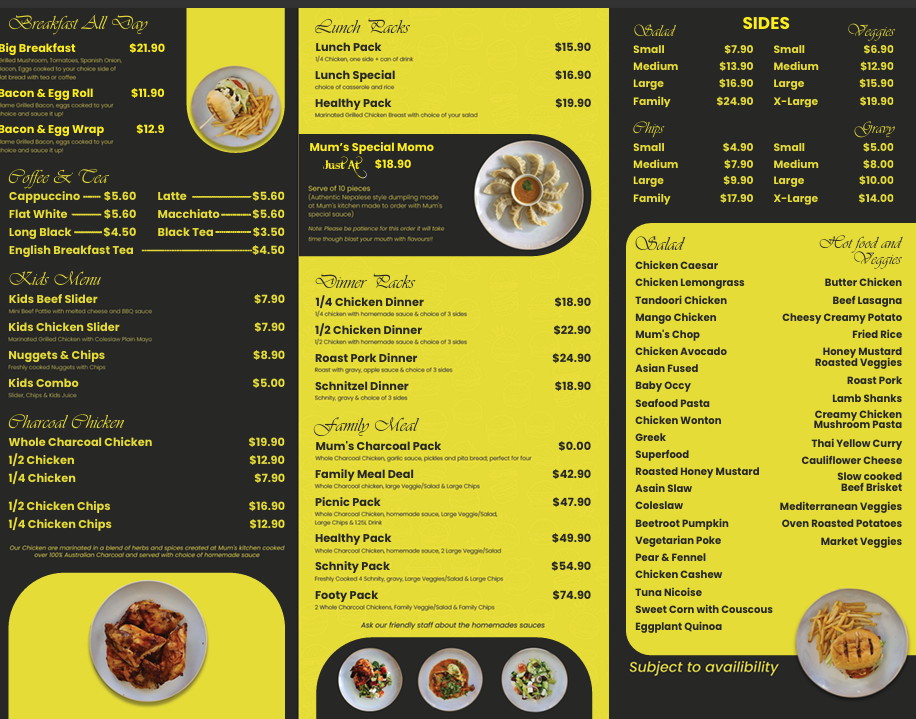 Breakfast All Day
Big Breakfast $21.90
Grilled Mushroom, Tomatoes, Spanish Onion,
Bacon, Eggs cooked to your choice side of
flat bread with tea or coffee
Bacon & Egg Roll $11.90
flame Grilled Bacon, eggs cooked to your
choice and sauce it up!
Bacon & Egg Wrap $12.9
flame Grilled Bacon, eggs cooked to your
choice and sauce it up!
Coffee & Tea
Cappuccino $5.60 Latte $5.60
Flat White $5.60 Macchiato $5.60
Long Black $4.50 Black Tea $3.50
English Breakfast Tea $4.50
Kids Menu
Kids Beef Slider $7.90
Mini Beef Pattie with melted cheese and BBQ sauce
Kids Chicken Slider $7.90
Marinated Grilled Chicken with Coleslaw Plain Mayo
Nuggets & Chips $8.90
Freshly cooked Nuggets with Chips
Kids Combo $5.00
Slider, Chips & Kids Juice
Charcoal Chicken
Whole Charcoal Chicken $19.90
1/2 Chicken $12.90
1/4 Chicken $7.90
1/2 Chicken Chips $16.90
1/4 Chicken Chips $12.90
Our Chicken are marinated in a blend of herbs and spices created at Mum's kitchen cooked
over 100% Australian Charcoal and served with choice of homemade sauce
Lunch Packs
Lunch Pack $15.90
1/4 Chicken, one side + can of drink
Lunch Special $16.90
choice of casserole and rice
Healthy Pack $19.90
Marinated Grilled Chicken Breast with choice of your salad
Mum's Special Momo
Just At $18.90
Serve of 10 pieces
(Authentic Nepalese style dumpling made
at Mum's kitchen made to order with Mum's
special sauce)
Note: Please be patience for this order it will take
time though blast your mouth with flavours!!
Dinner Packs
1/4 Chicken Dinner $18.90
1/4 chicken with homemade sauce & choice of 3 sides
1/2 Chicken Dinner $22.90
1/2 Chicken with homemade sauce & choice of 3 sides
Roast Pork Dinner $24.90
Roast with gravy, apple sauce & choice of 3 sides
Schnitzel Dinner $18.90
Schnity, gravy & choice of 3 sides
Family Meal
Mum's Charcoal Pack $0.00
Whole Charcoal Chicken, garlic sauce, pickles and pita bread; perfect for four
Family Meal Deal $42.90
Whole Charcoal chicken, large Veggie/Salad & Large Chips
Picnic Pack $47.90
Whole Charcoal Chicken, homemade sauce, Large Veggie/Salad,
Large Chips & 1.25L Drink
Healthy Pack $49.90
Whole Charcoal Chicken, homemade sauce, 2 Large Veggie/Salad
Schnity Pack $54.90
Freshly Cooked 4 Schnity, gravy, Large Veggies/Salad & Large Chips
Footy Pack $74.90
2 Whole Charcoal Chickens, Family Veggie/Salad & Family Chips
Ask our friendly staff about the homemades sauces
SIDES
Salad Veggies
Small $7.90 Small $6.90
Medium $13.90 Medium $12.90
Large $16.90 Large $15.90
Family $24.90 X-Large $19.90
Chips Gravy
Small $4.90 Small $5.00
Medium $7.90 Medium $8.00
Large $9.90 Large $10.00
Family $17.90 X-Large $14.00
Salad
Chicken Caesar
Chicken Lemongrass
Tandoori Chicken
Mango Chicken
Mum's Chop
Chicken Avocado
Asian Fused
Baby Occy
Seafood Pasta
Chicken Wonton
Greek
Superfood
Roasted Honey Mustard
Asain Slaw
Coleslaw
Beetroot Pumpkin
Vegetarian Poke
Pear & Fennel
Chicken Cashew
Tuna Nicoise
Sweet Corn with Couscous
Eggplant Quinoa
Hot food and
Veggies
Butter Chicken
Beef Lasagna
Cheesy Creamy Potato
Fried Rice
Honey Mustard
Roasted Veggies
Roast Pork
Lamb Shanks
Creamy Chicken
Mushroom Pasta
Thai Yellow Curry
Cauliflower Cheese
Slow cooked
Beef Brisket
Mediterranean Veggies
Oven Roasted Potatoes
Market Veggies
Subject to availibility